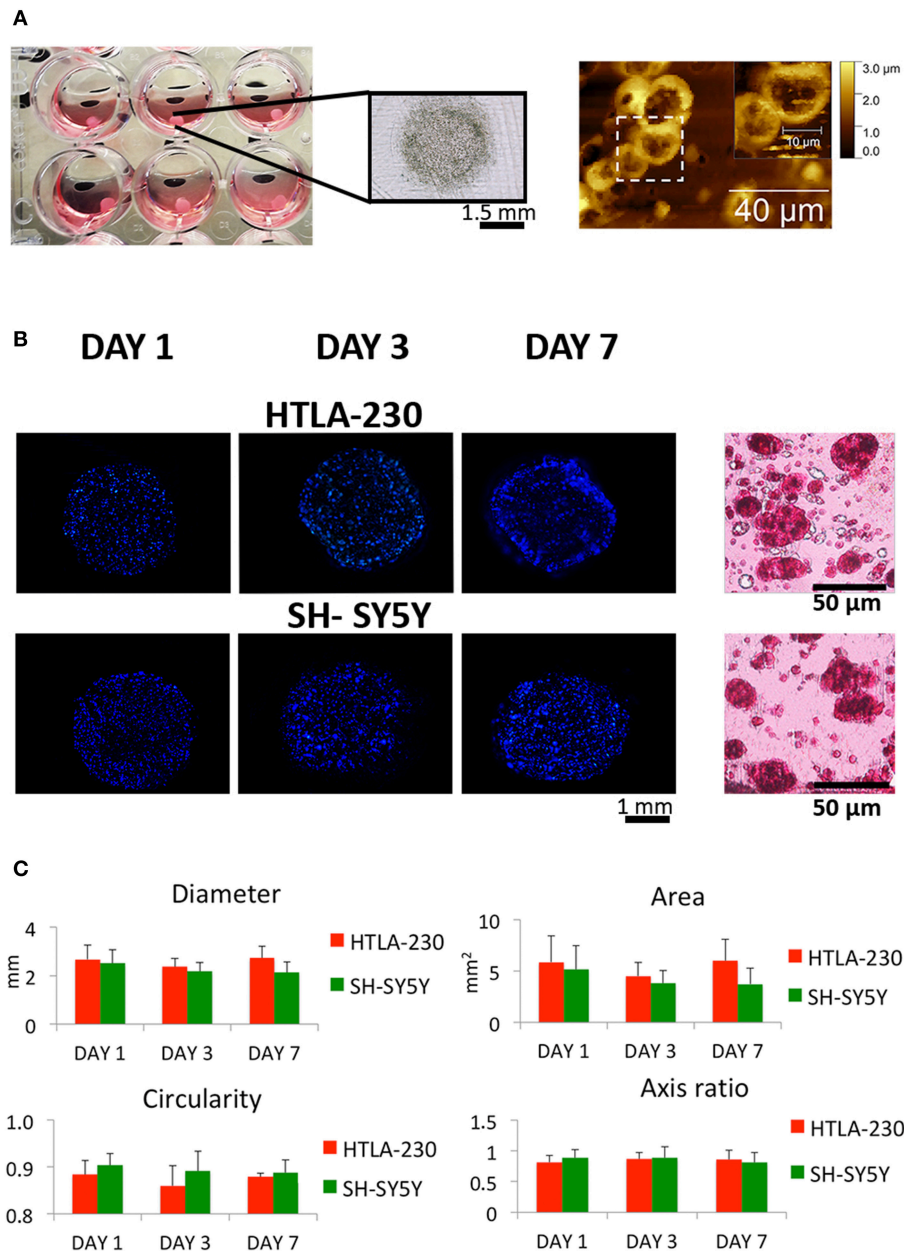 A
1.5 mm
3.0 µm
2.0
1.0
0.0
10 µm
40 µm
B
DAY 1 DAY 3 DAY 7
HTLA-230
50 µm
SH- SY5Y
1 mm
50 µm
C
Diameter
4
2
0
mm
DAY 1 DAY 3 DAY 7
HTLA-230
SH-SY5Y
Area
10
5
0
mm²
DAY 1 DAY 3 DAY 7
HTLA-230
SH-SY5Y
Circularity
1.0
0.9
0.8
DAY 1 DAY 3 DAY 7
HTLA-230
SH-SY5Y
Axis ratio
1.5
1
0.5
0
DAY 1 DAY 3 DAY 7
HTLA-230
SH-SY5Y